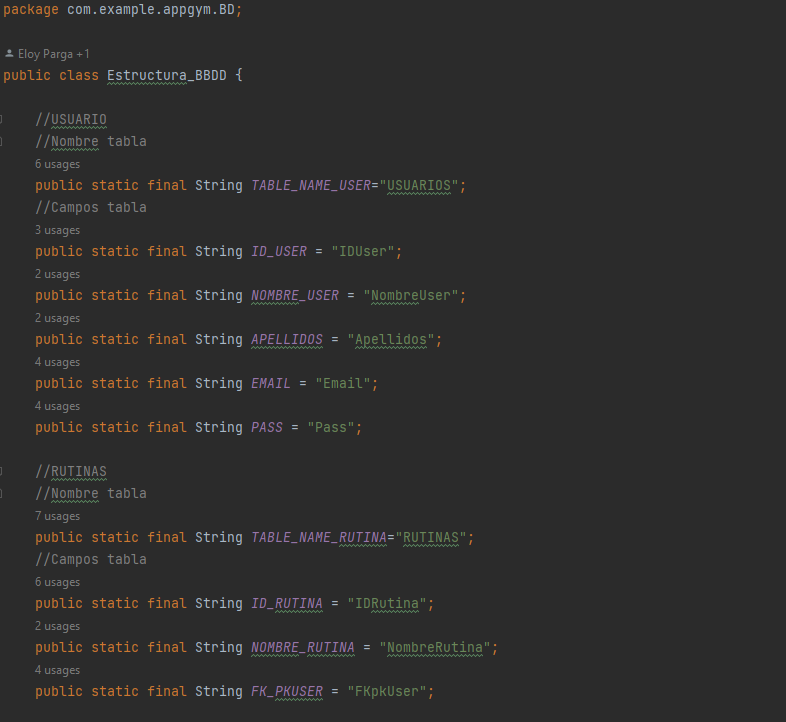 package com.example.appgym.BD;
Eloy Parga +1
public class Estructura_BBDD {
//USUARIO
//Nombre tabla
6 usages
public static final String TABLE_NAME_USER="USUARIOS";
//Campos tabla
3 usages
public static final String ID_USER = "IDUser";
2 usages
public static final String NOMBRE_USER = "NombreUser";
2 usages
public static final String APELLIDOS = "Apellidos";
4 usages
public static final String EMAIL = "Email";
4 usages
public static final String PASS = "Pass";
//RUTINAS
//Nombre tabla
7 usages
public static final String TABLE_NAME_RUTINA="RUTINAS";
//Campos tabla
6 usages
public static final String ID_RUTINA = "IDRutina";
2 usages
public static final String NOMBRE_RUTINA = "NombreRutina";
4 usages
public static final String FK_PKUSER = "FKpkUser";